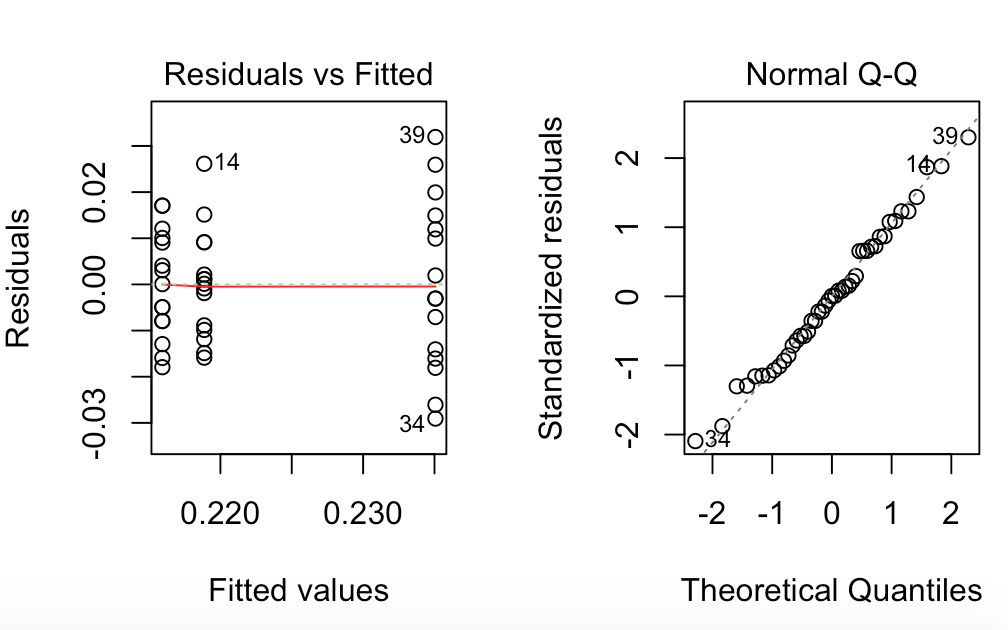 Residuals vs Fitted
Residuals
0.02
0.00
-0.03
39
14
34
0.220 0.230
Fitted values
Normal Q-Q
Standardized residuals
2
1
0
-1
-2
39
14
34
-2 -1 0 1 2
Theoretical Quantiles